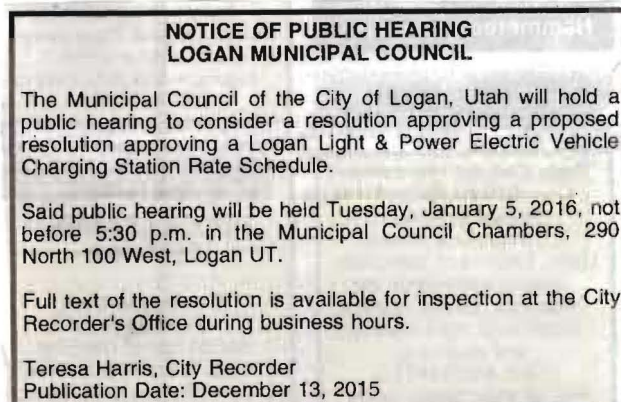 NOTICE OF PUBLIC HEARING
LOGAN MUNICIPAL COUNCIL
The Municipal Council of the City of Logan, Utah will hold a
public hearing to consider a resolution approving a proposed
resolution approving a Logan Light & Power Electric Vehicle
Charging Station Rate Schedule.
Said public hearing will be held Tuesday, January 5, 2016, not
before 5:30 p.m. in the Municipal Council Chambers, 290
North 100 West, Logan UT.
Full text of the resolution is available for inspection at the City
Recorder's Office during business hours.
Teresa Harris, City Recorder
Publication Date: December 13, 2015